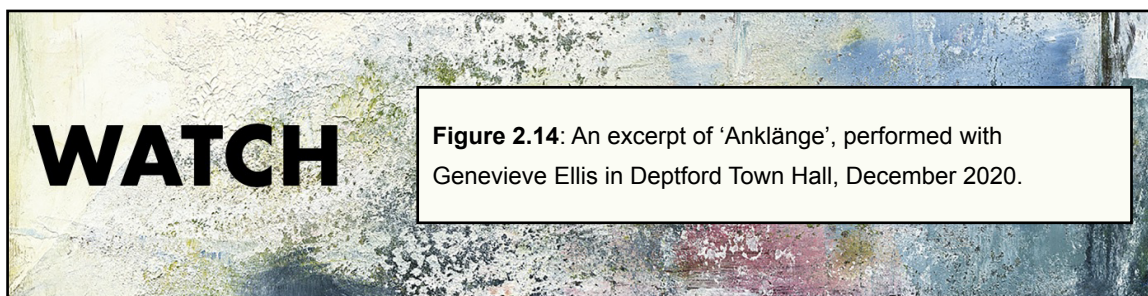 WATCH
Figure 2.14: An excerpt of ‘Anklänge’, performed with
Genevieve Ellis in Deptford Town Hall, December 2020.